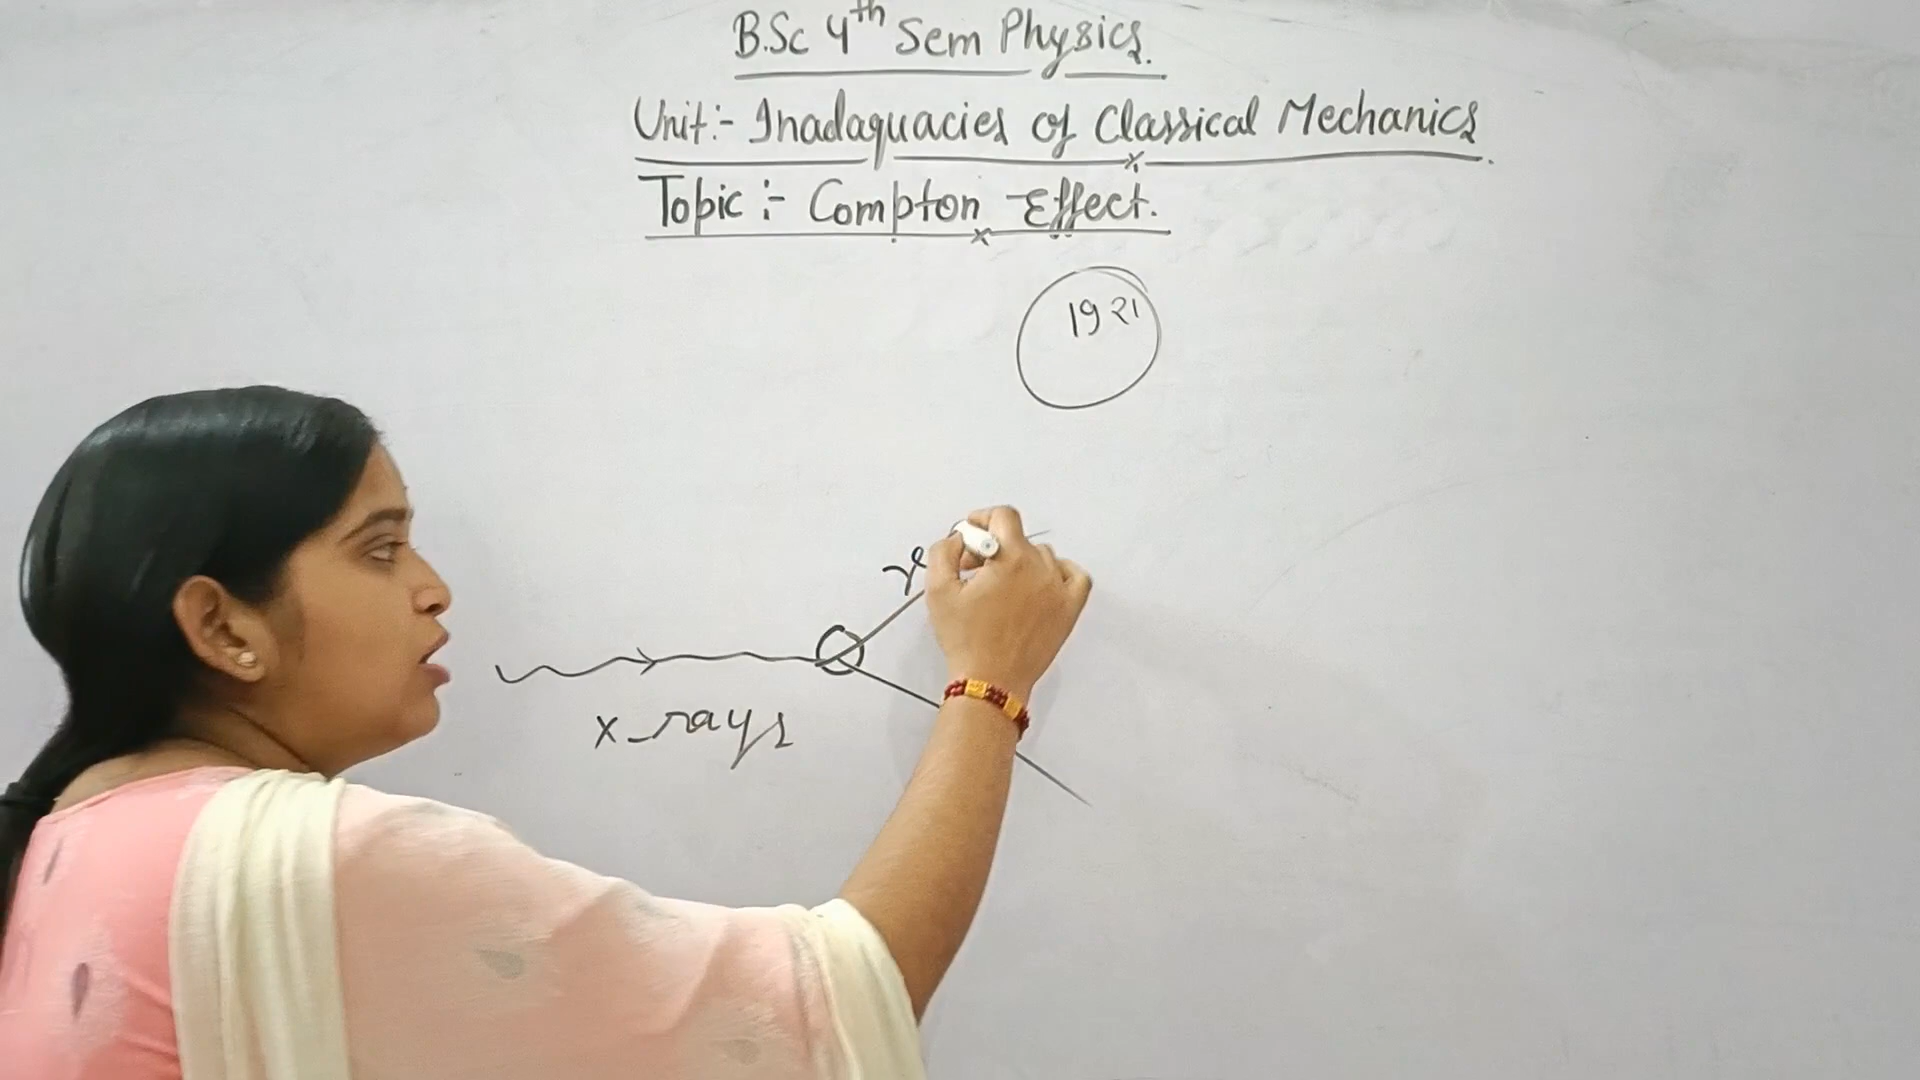 B.Sc 4th Sem Physics.
Unit:- Inadaquacies of Classical Mechanics
Topic :- Compton Effect.
1921
x-rays